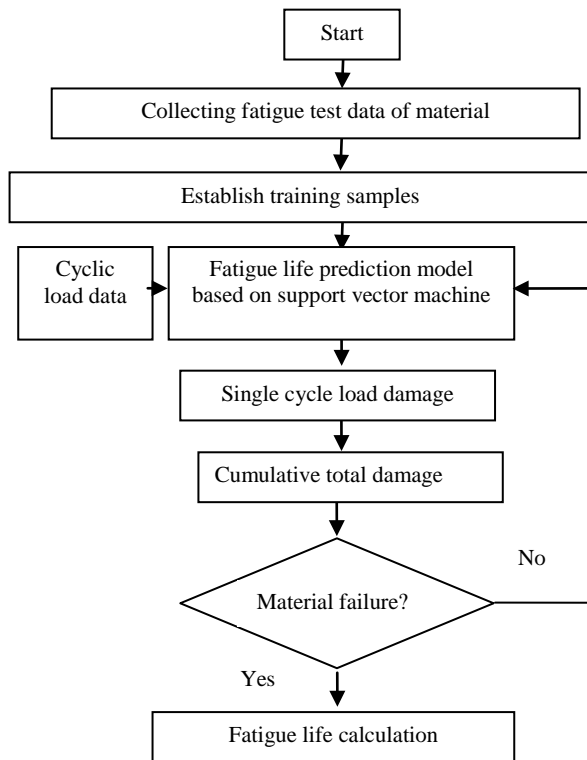 Start
Collecting fatigue test data of material
Establish training samples
Cyclic
load data
Fatigue life prediction model
based on support vector machine
Single cycle load damage
Cumulative total damage
Material failure?
No
Yes
Fatigue life calculation